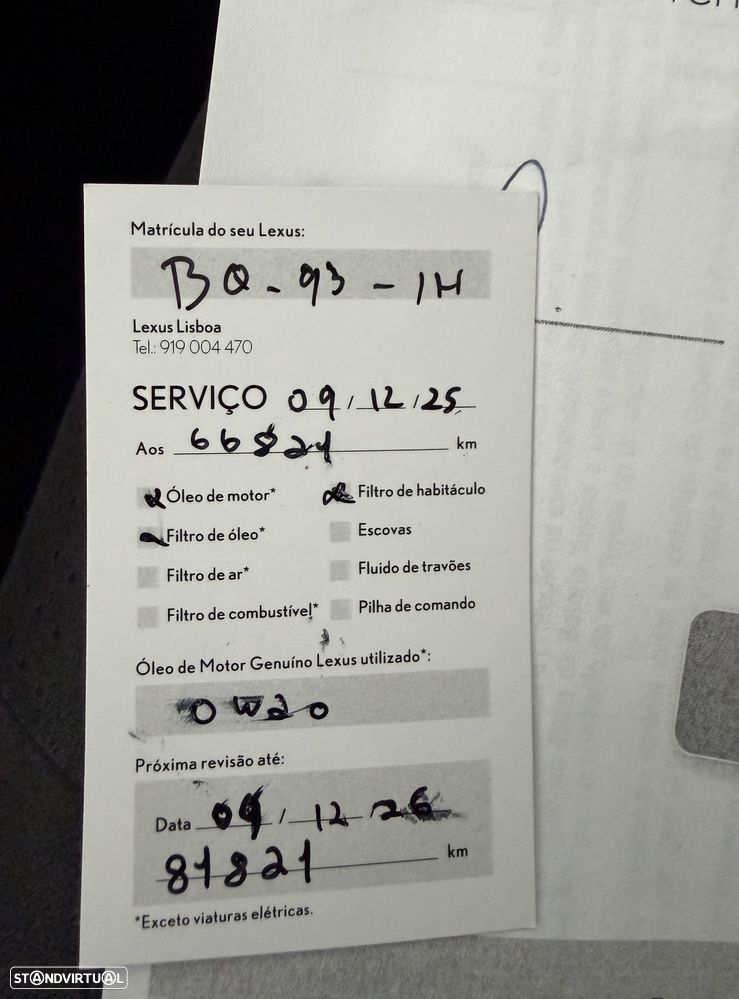 Matrícula do seu Lexus:
BQ - 93 - IH
Lexus Lisboa
Tel.: 919 004 470
SERVIÇO 09/12/25
Aos 66821 km
Óleo de motor* Filtro de habitáculo
Filtro de óleo* Escovas
Filtro de ar* Fluido de travões
Filtro de combustível* Pilha de comando
Óleo de Motor Genuíno Lexus utilizado*:
0W20
Próxima revisão até:
Data 09/12/26
81821 km
*Exceto viaturas elétricas.
STANDVIRTUAL